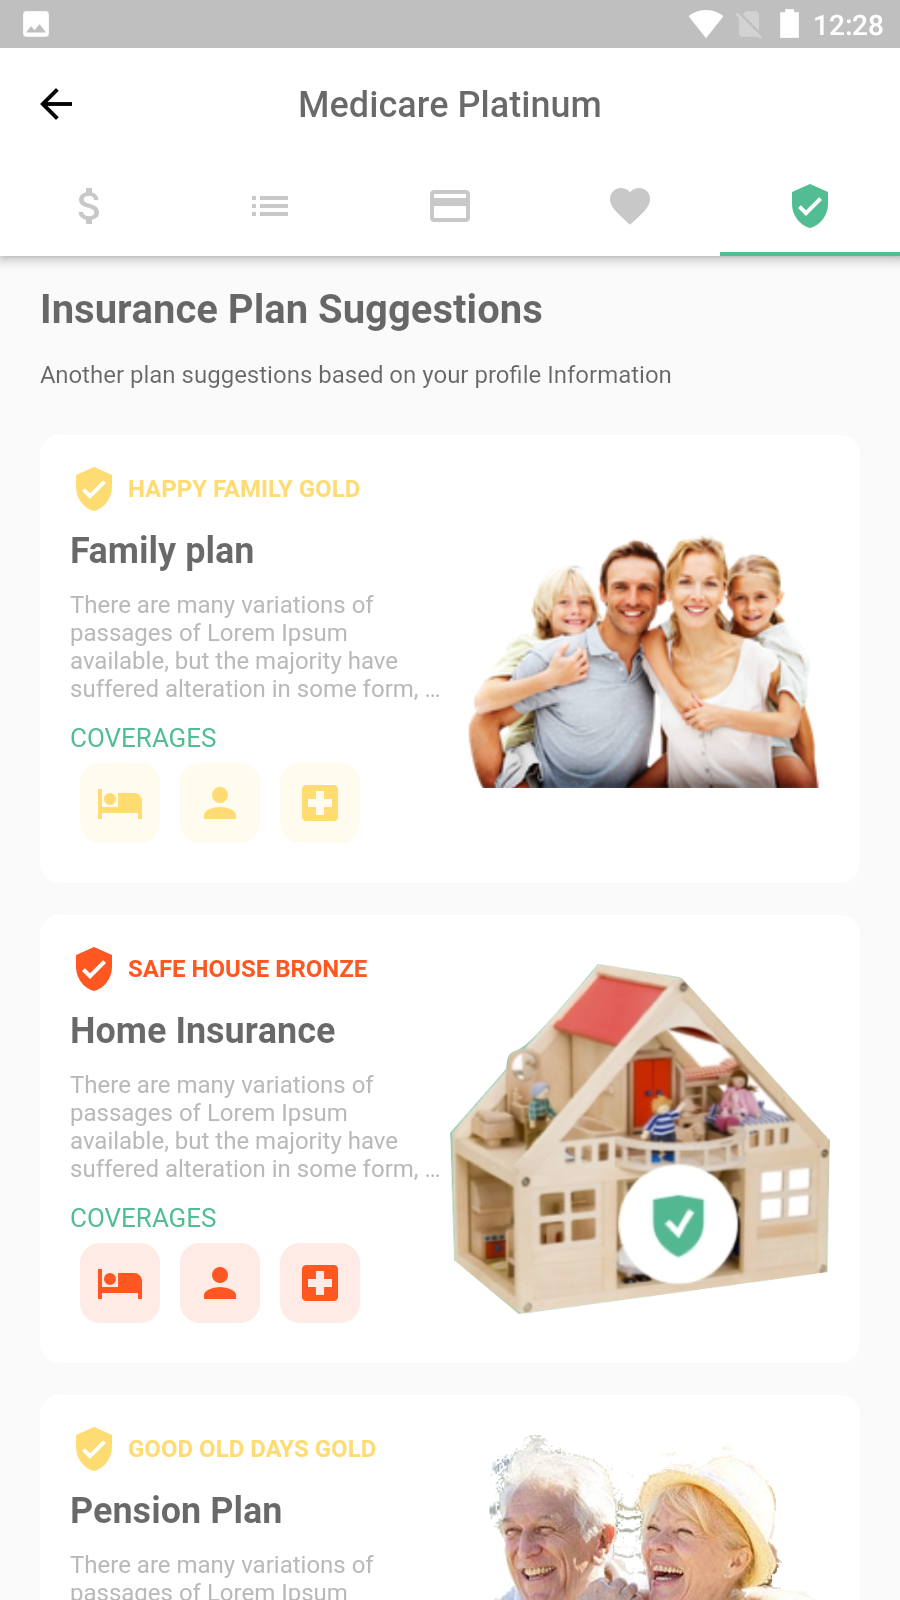 12:28
Medicare Platinum
Insurance Plan Suggestions
Another plan suggestions based on your profile Information
HAPPY FAMILY GOLD
Family plan
There are many variations of
passages of Lorem Ipsum
available, but the majority have
suffered alteration in some form, ...
COVERAGES
SAFE HOUSE BRONZE
Home Insurance
There are many variations of
passages of Lorem Ipsum
available, but the majority have
suffered alteration in some form, ...
COVERAGES
GOOD OLD DAYS GOLD
Pension Plan
There are many variations of
passages of Lorem Ipsum